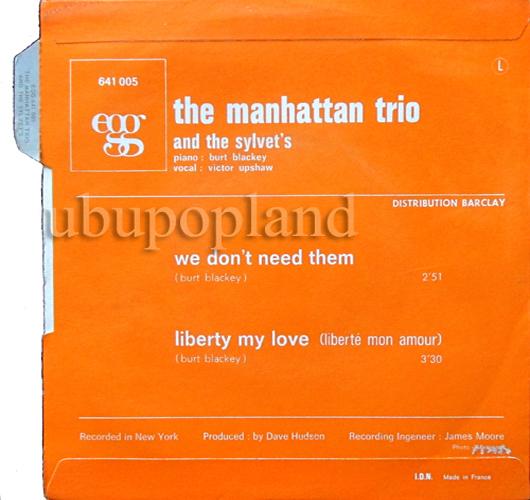 641 005
L
egg
the manhattan trio
and the sylvet's
piano : burt blackey
vocal : victor upshaw
DISTRIBUTION BARCLAY
ubupopland
we don't need them
(burt blackey) 2'51
liberty my love (liberté mon amour)
(burt blackey) 3'30
Recorded in New York Produced : by Dave Hudson Recording Ingeneer : James Moore
Photo :
I.D.N. Made in France